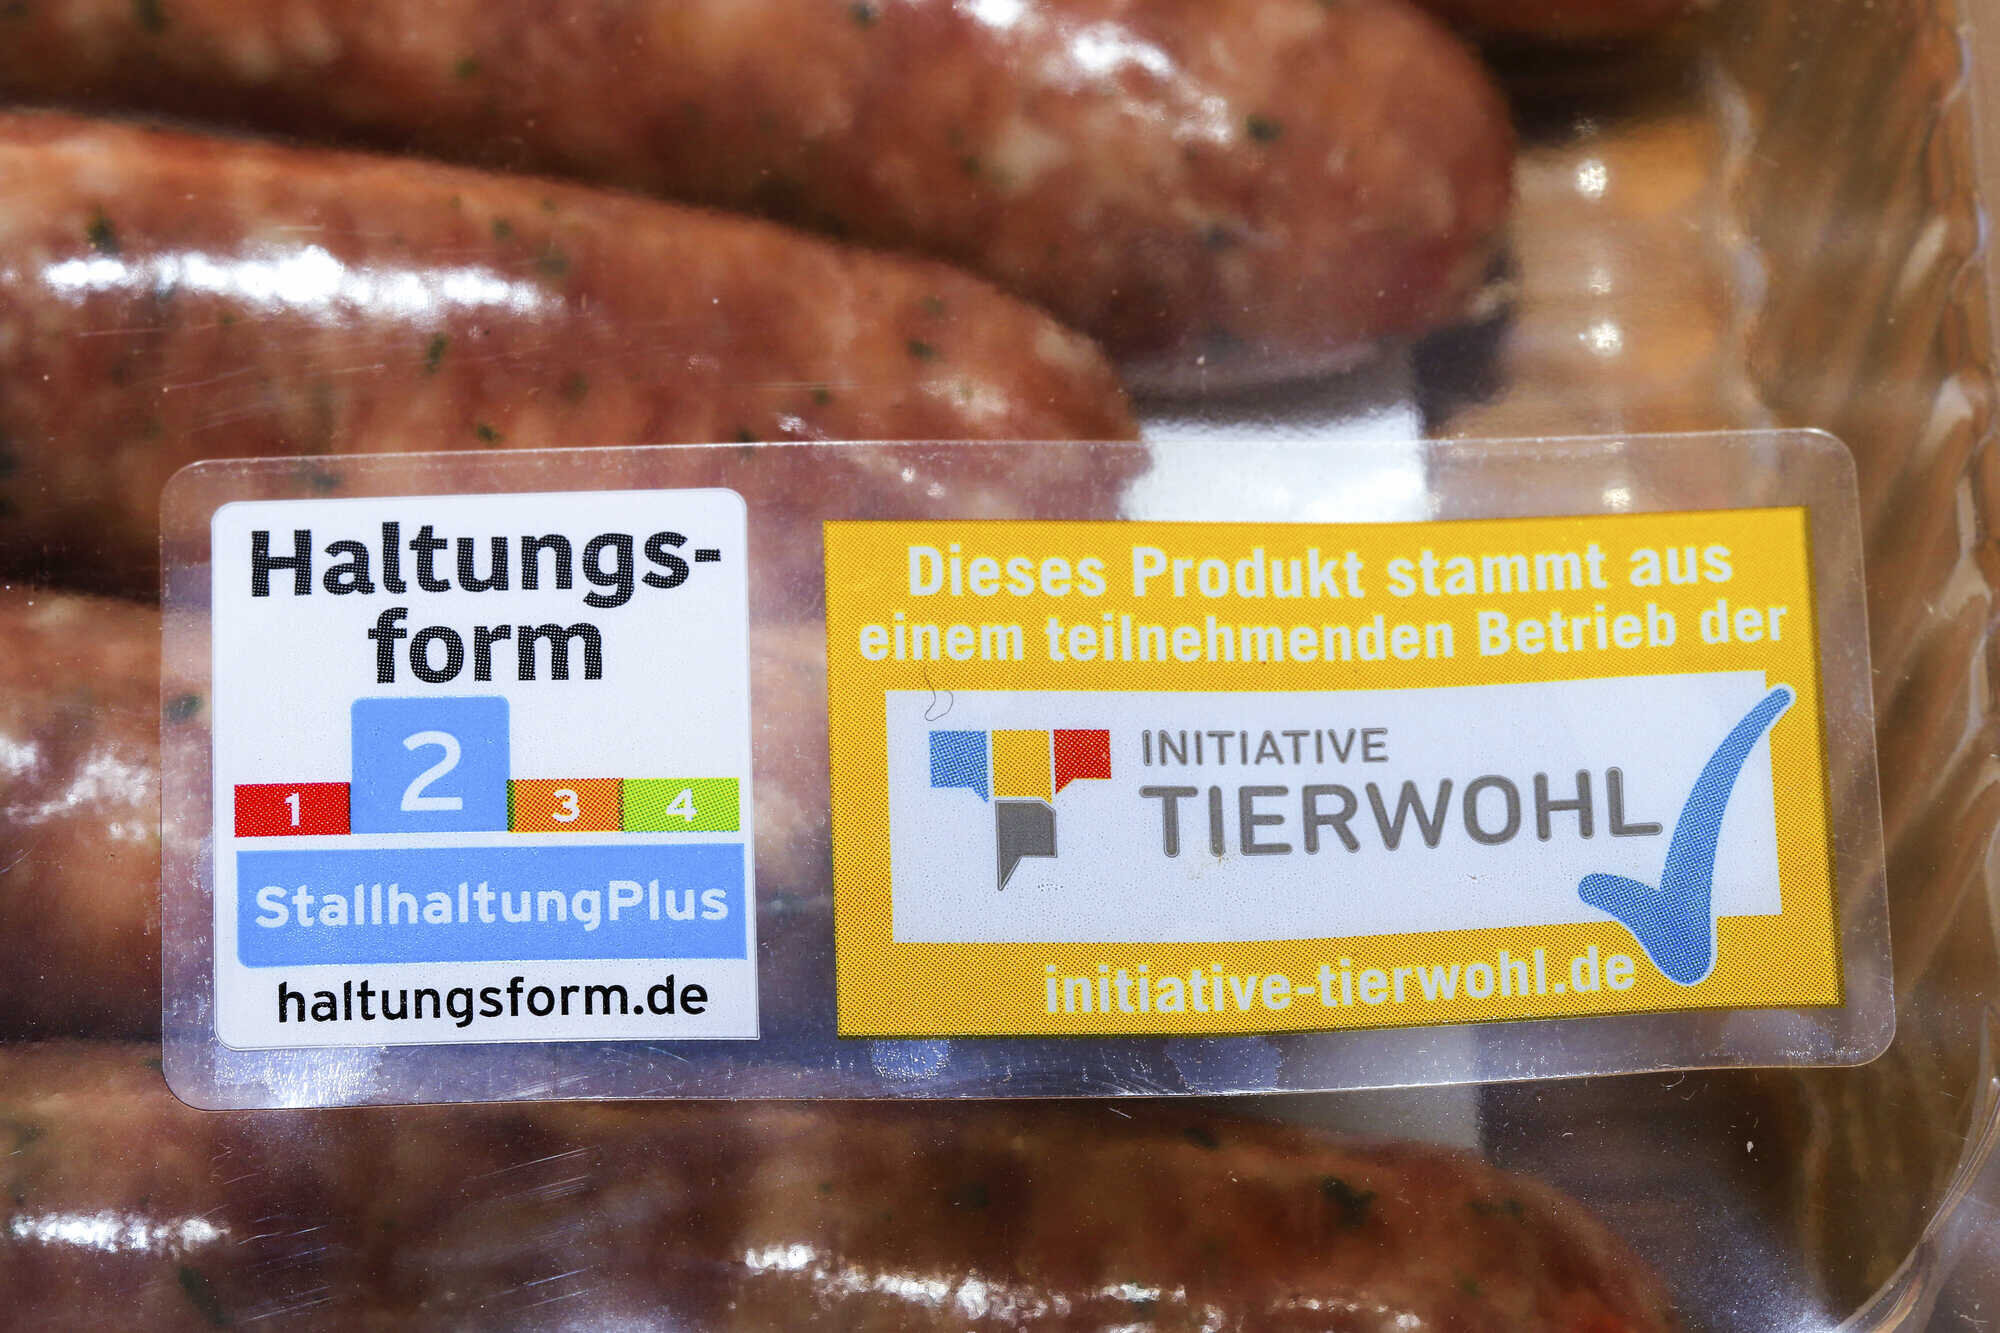 Haltungs-
form
1 2 3 4
StallhaltungPlus
haltungsform.de
Dieses Produkt stammt aus
einem teilnehmenden Betrieb der
INITIATIVE
TIERWOHL
initiative-tierwohl.de